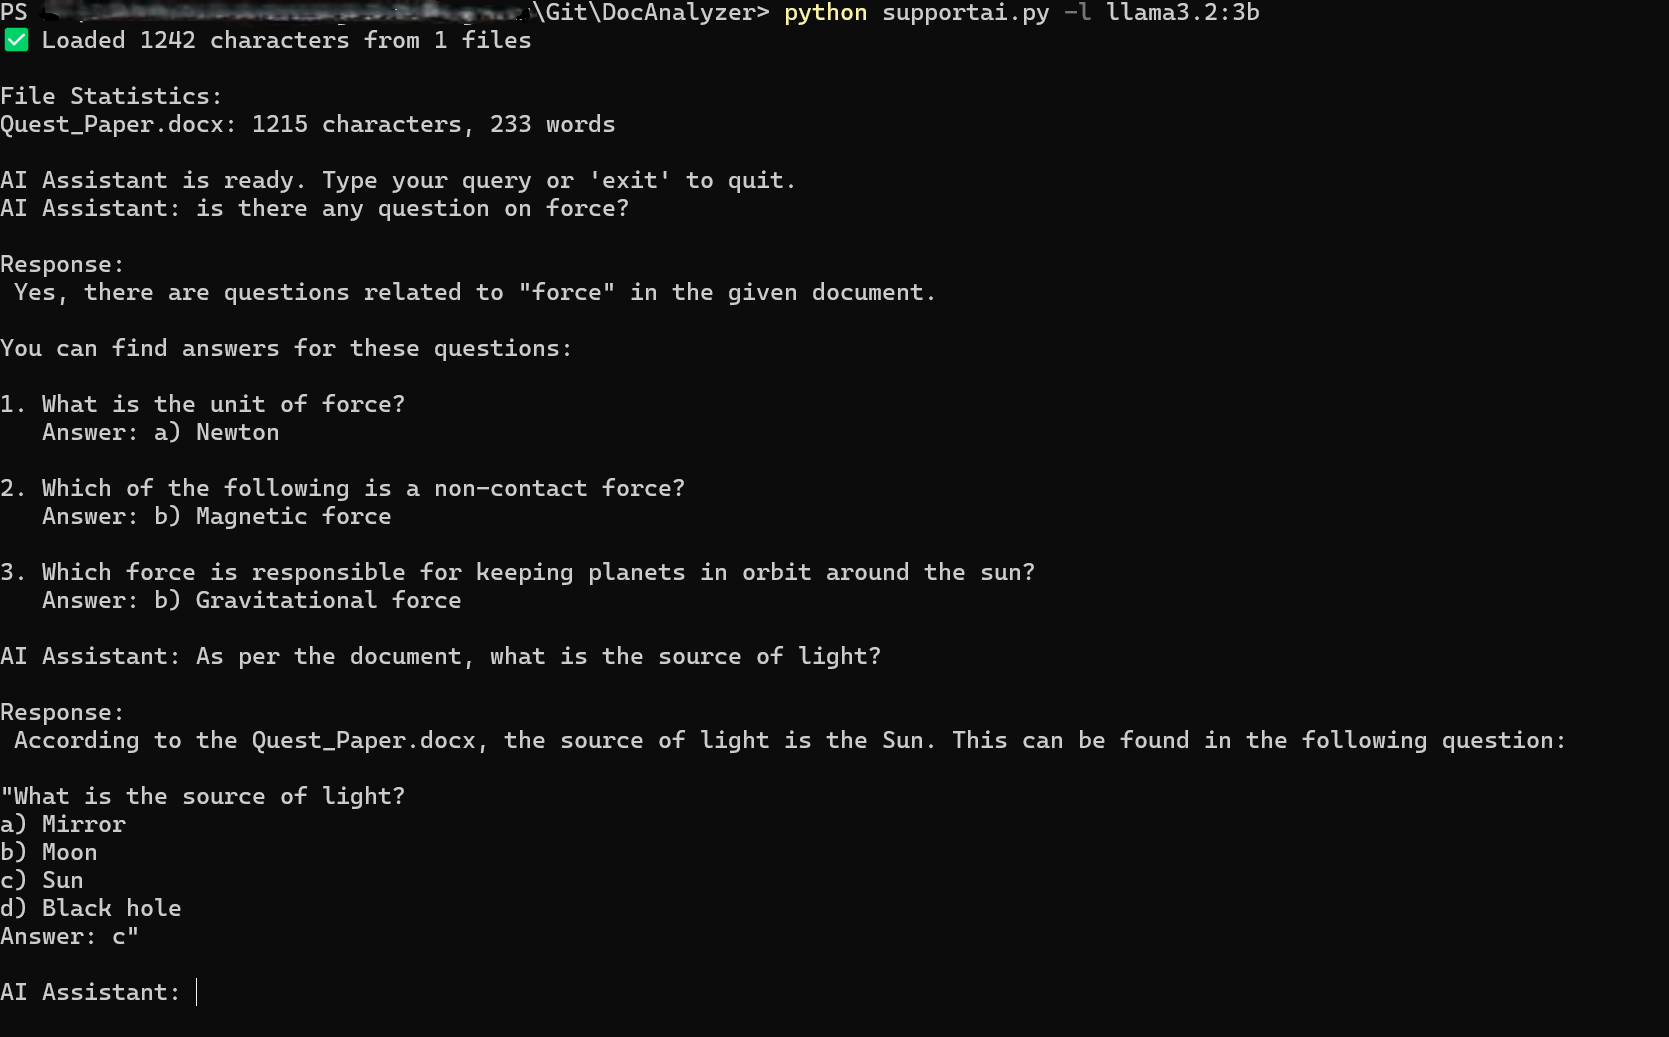 PS \Git\DocAnalyzer> python supportai.py -l llama3.2:3b
✅ Loaded 1242 characters from 1 files
File Statistics:
Quest_Paper.docx: 1215 characters, 233 words
AI Assistant is ready. Type your query or 'exit' to quit.
AI Assistant: is there any question on force?
Response:
Yes, there are questions related to "force" in the given document.
You can find answers for these questions:
1. What is the unit of force?
Answer: a) Newton
2. Which of the following is a non-contact force?
Answer: b) Magnetic force
3. Which force is responsible for keeping planets in orbit around the sun?
Answer: b) Gravitational force
AI Assistant: As per the document, what is the source of light?
Response:
According to the Quest_Paper.docx, the source of light is the Sun. This can be found in the following question:
"What is the source of light?
a) Mirror
b) Moon
c) Sun
d) Black hole
Answer: c"
AI Assistant: